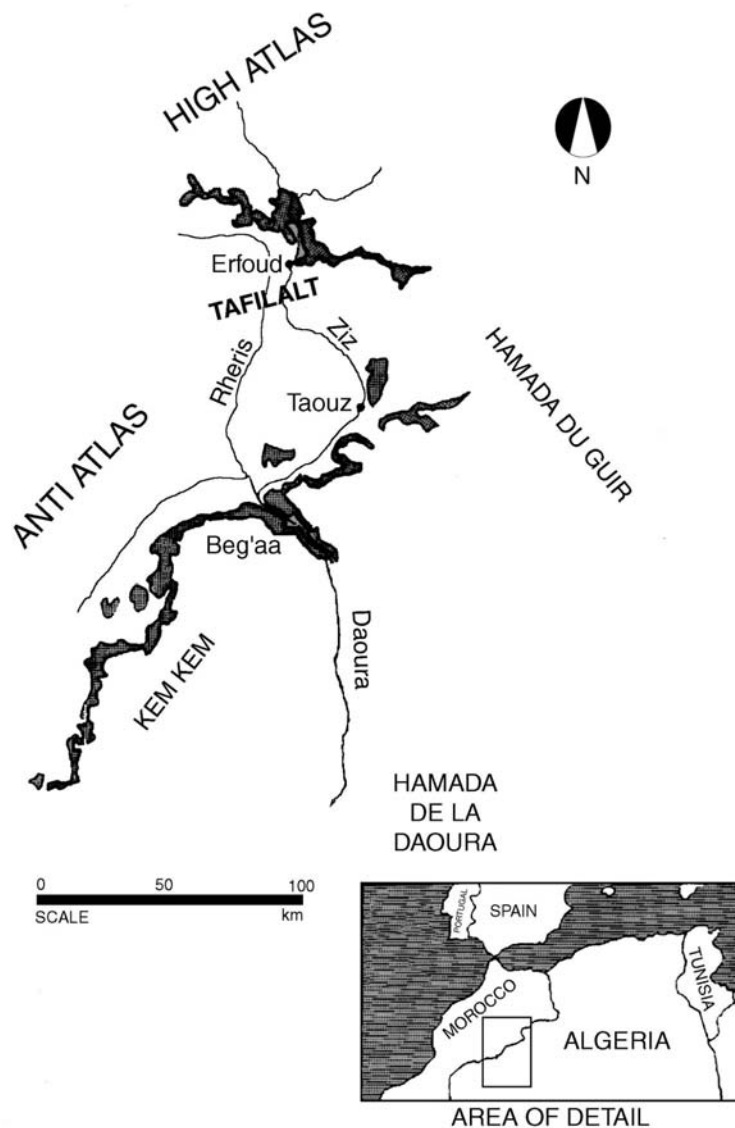 HIGH ATLAS
N
Erfoud
TAFILALT
Ziz
Rheris
HAMADA DU GUIR
Taouz
ANTI ATLAS
Beg'aa
Daoura
KEM KEM
HAMADA
DE LA
DAOURA
0 50 100
SCALE km
PORTUGAL
SPAIN
TUNISIA
MOROCCO
ALGERIA
AREA OF DETAIL